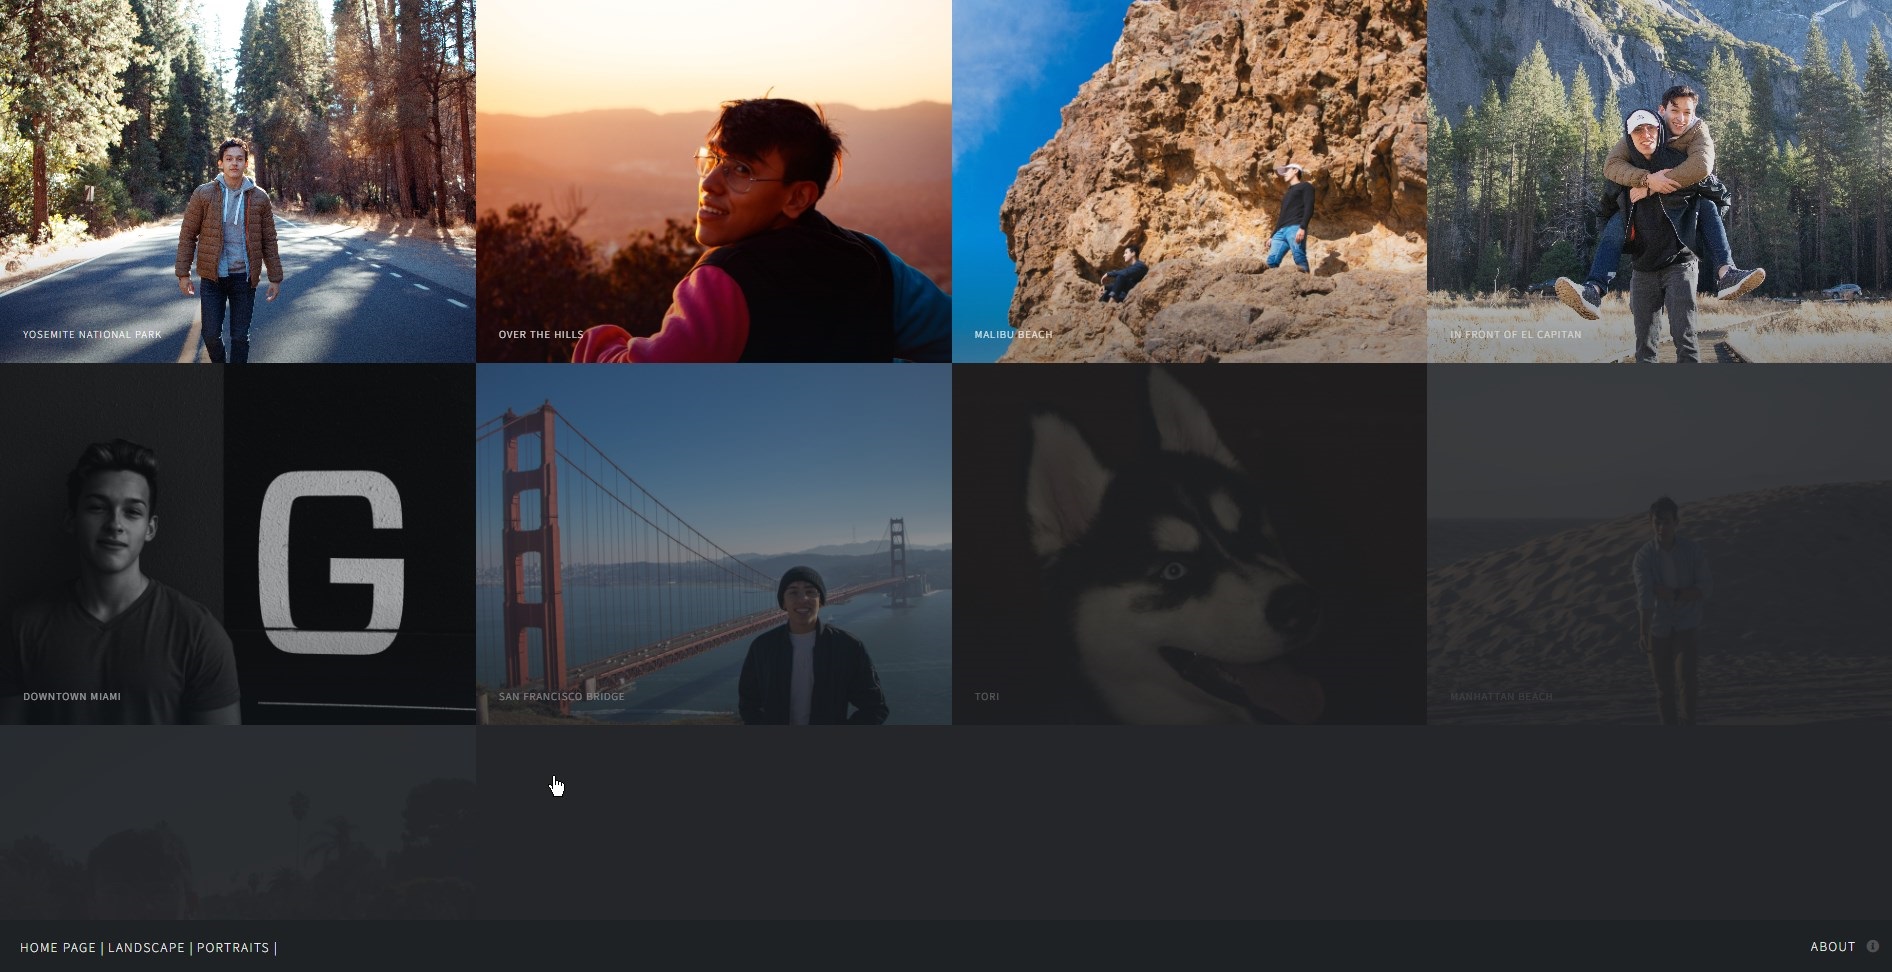 YOSEMITE NATIONAL PARK
OVER THE HILLS
MALIBU BEACH
IN FRONT OF EL CAPITAN
G
DOWNTOWN MIAMI
SAN FRANCISCO BRIDGE
TORI
MANHATTAN BEACH
HOME PAGE | LANDSCAPE | PORTRAITS |
ABOUT